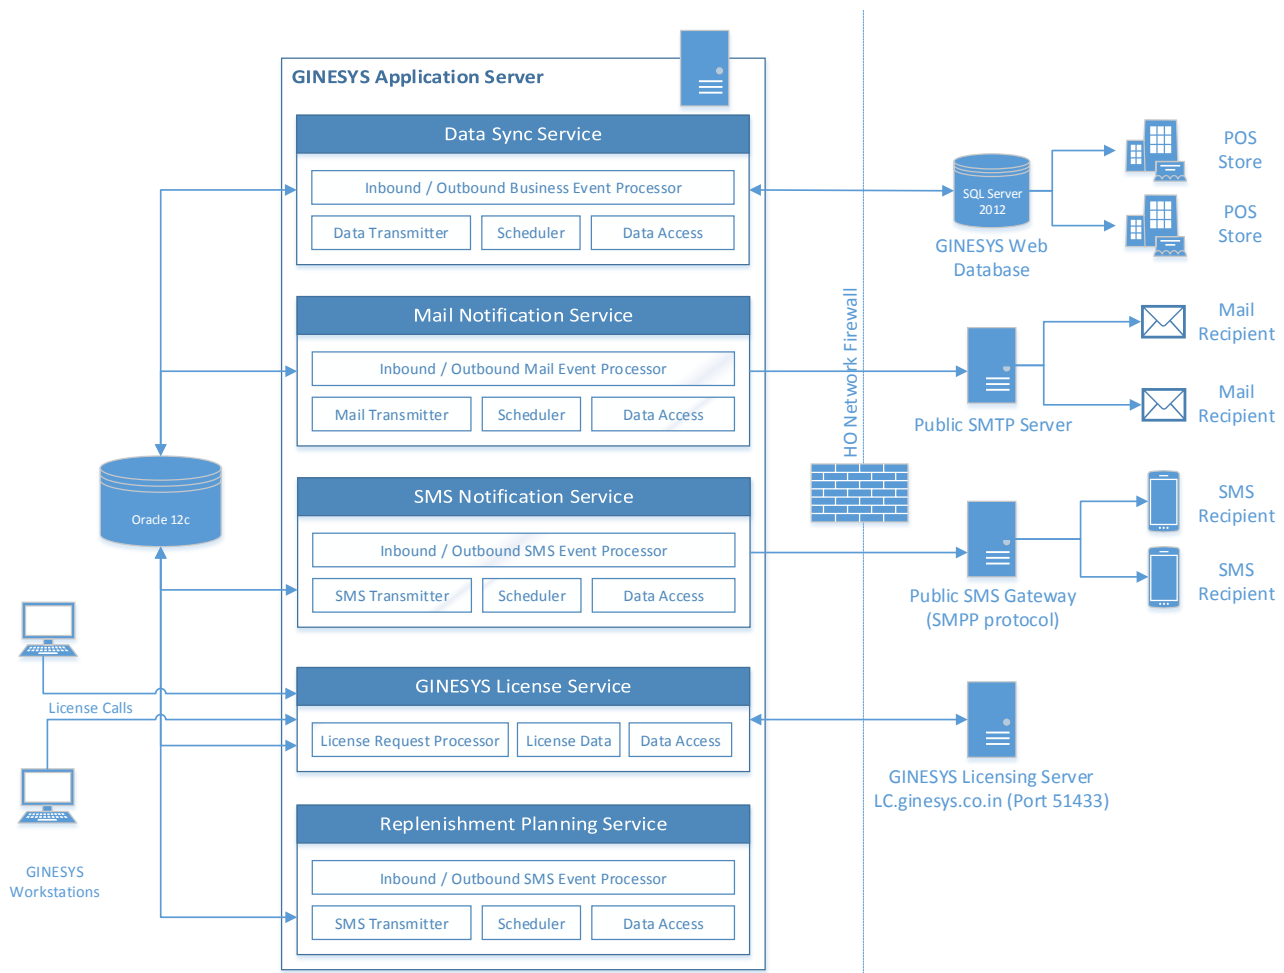 GINESYS Application Server
Data Sync Service
Inbound / Outbound Business Event Processor
Data Transmitter
Scheduler
Data Access
Mail Notification Service
Inbound / Outbound Mail Event Processor
Mail Transmitter
Scheduler
Data Access
SMS Notification Service
Inbound / Outbound SMS Event Processor
SMS Transmitter
Scheduler
Data Access
GINESYS License Service
License Request Processor
License Data
Data Access
Replenishment Planning Service
Inbound / Outbound SMS Event Processor
SMS Transmitter
Scheduler
Data Access
Oracle 12c
License Calls
GINESYS
Workstations
HO Network Firewall
SQL Server
2012
GINESYS Web
Database
POS
Store
POS
Store
Public SMTP Server
Mail
Recipient
Mail
Recipient
Public SMS Gateway
(SMPP protocol)
SMS
Recipient
SMS
Recipient
GINESYS Licensing Server
LC.ginesys.co.in (Port 51433)